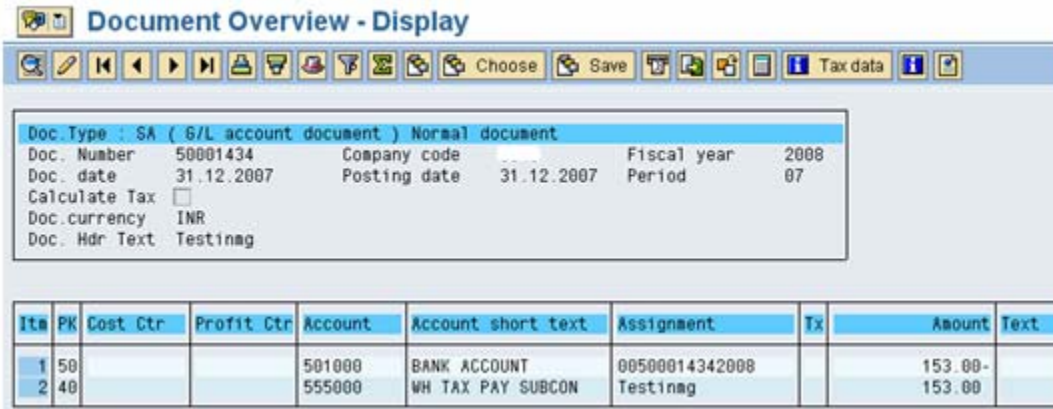 Document Overview - Display
Choose Save Tax data
Doc.Type : SA ( G/L account document ) Normal document
Doc. Number 50001434 Company code Fiscal year 2008
Doc. date 31.12.2007 Posting date 31.12.2007 Period 07
Calculate Tax
Doc.currency INR
Doc. Hdr Text Testinmg
Itm PK Cost Ctr Profit Ctr Account Account short text Assignment Tx Amount Text
1 50 501000 BANK ACCOUNT 00500014342008 153.00-
2 40 555000 WH TAX PAY SUBCON Testinmg 153.00